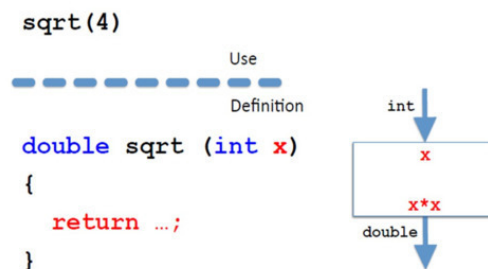 sqrt(4)
Use
Definition
double sqrt (int x)
{
return …;
}
int
x
x*x
double